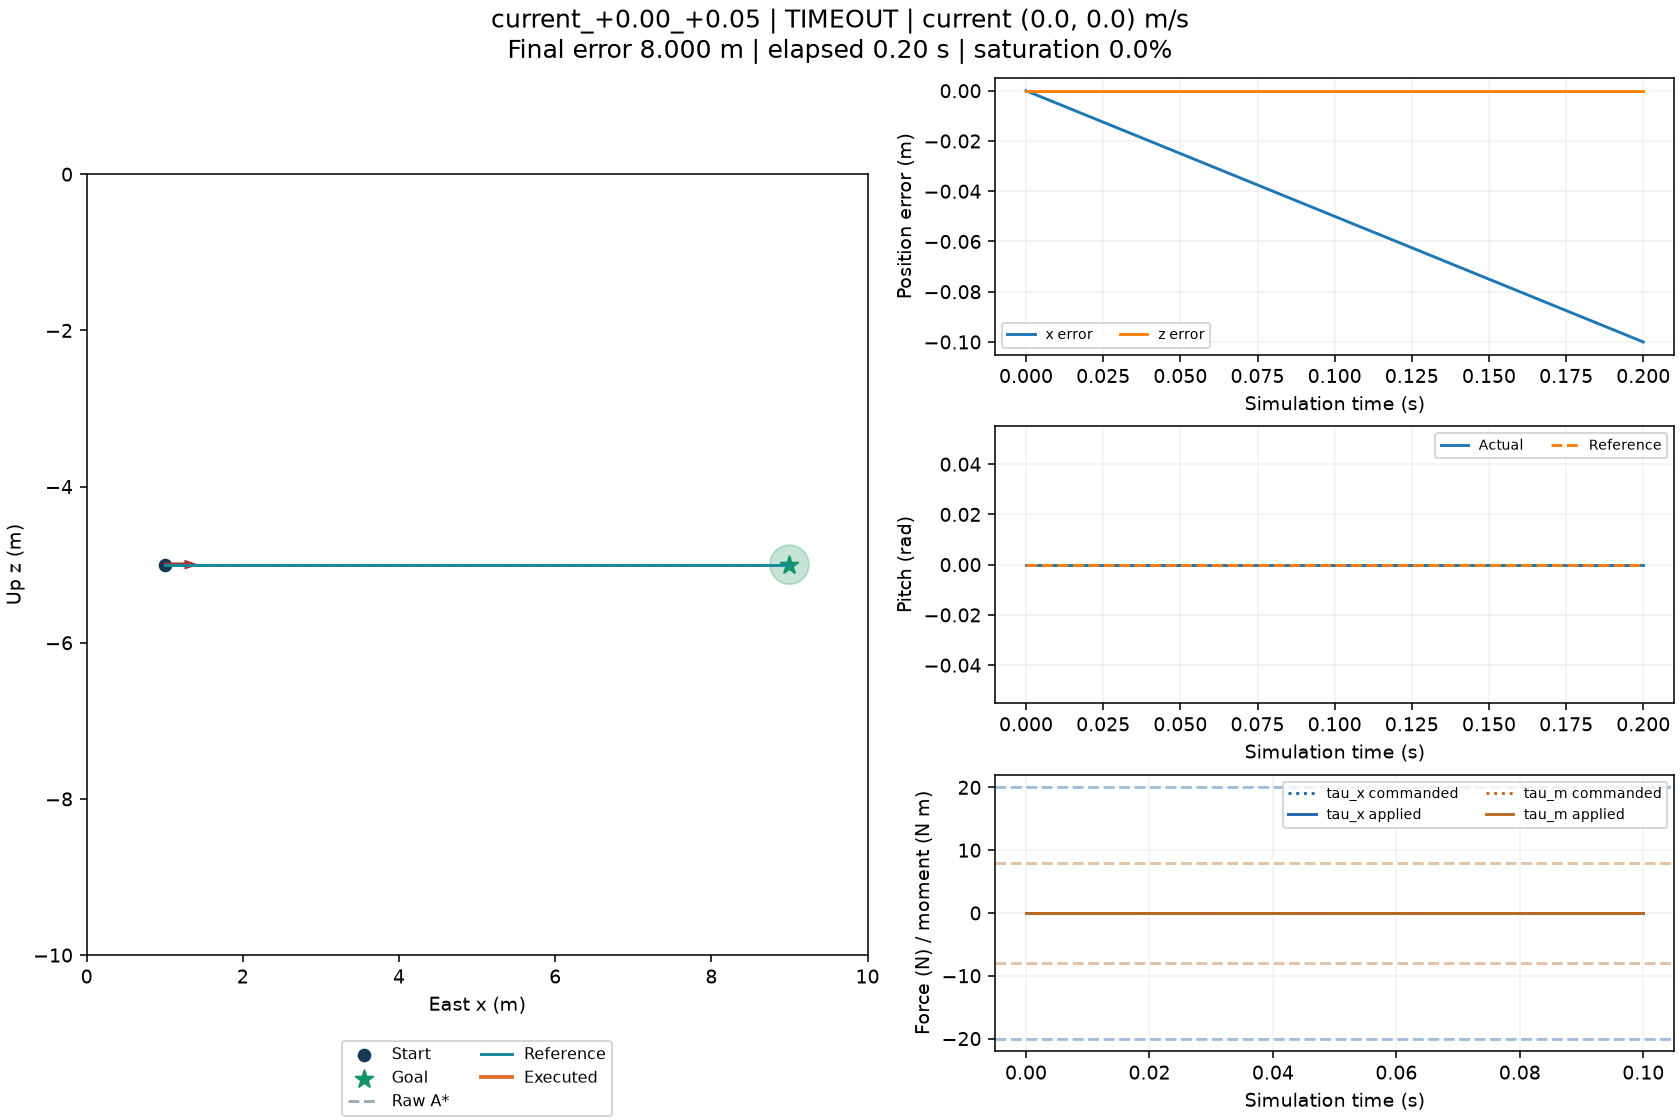 current_+0.00_+0.05 | TIMEOUT | current (0.0, 0.0) m/s
Final error 8.000 m | elapsed 0.20 s | saturation 0.0%
0
−2
−4
−6
−8
−10
Up z (m)
0 2 4 6 8 10
East x (m)
Start
Goal
Raw A*
Reference
Executed
0.00
−0.02
−0.04
−0.06
−0.08
−0.10
Position error (m)
x error z error
0.000 0.025 0.050 0.075 0.100 0.125 0.150 0.175 0.200
Simulation time (s)
0.04
0.02
0.00
−0.02
−0.04
Pitch (rad)
Actual Reference
0.000 0.025 0.050 0.075 0.100 0.125 0.150 0.175 0.200
Simulation time (s)
20
10
0
−10
−20
Force (N) / moment (N m)
tau_x commanded tau_m commanded
tau_x applied tau_m applied
0.00 0.02 0.04 0.06 0.08 0.10
Simulation time (s)